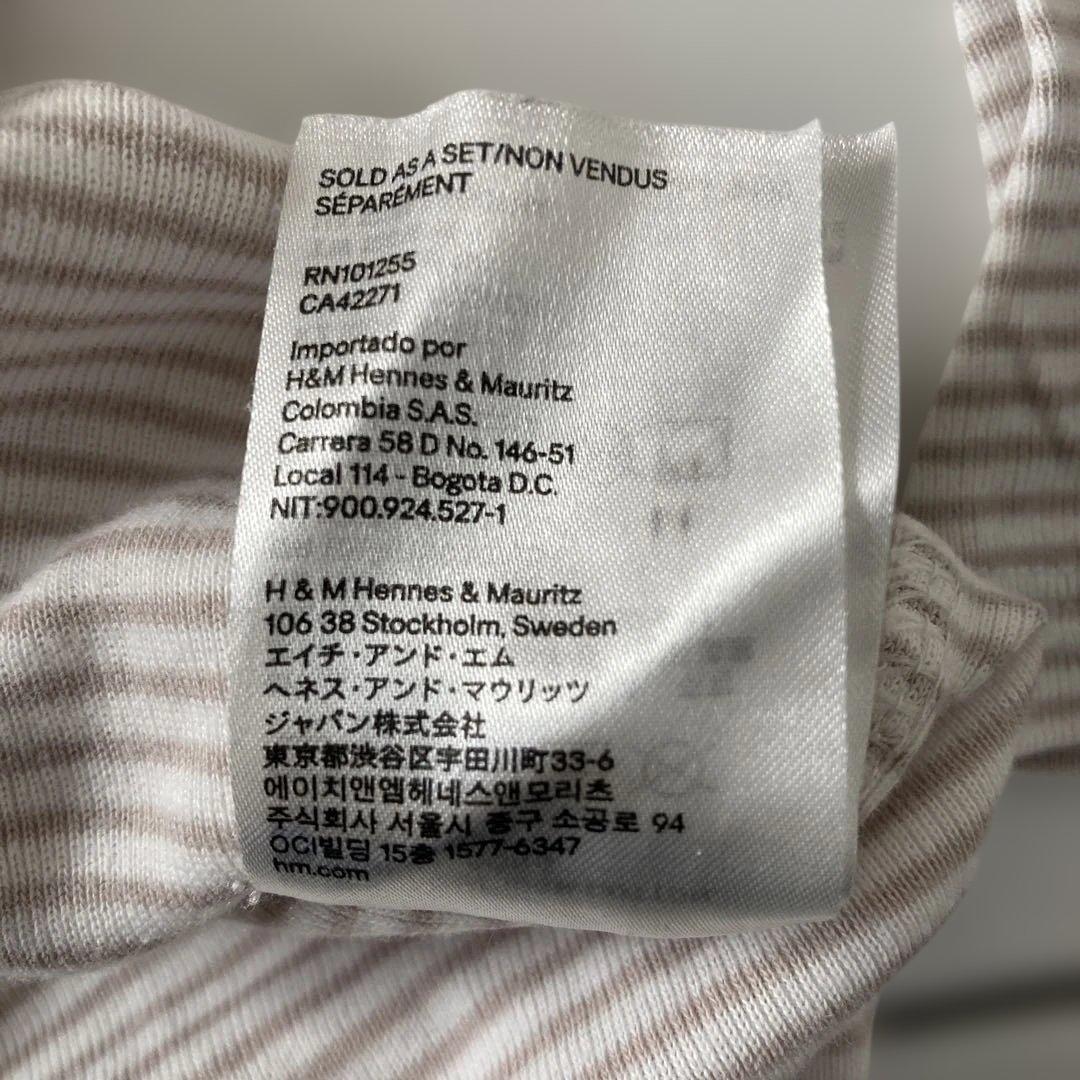 SOLD AS A SET/NON VENDUS
SÉPARÉMENT
RN101255
CA42271
Importado por
H&M Hennes & Mauritz
Colombia S.A.S.
Carrera 58 D No. 146-51
Local 114 - Bogota D.C.
NIT:900.924.527-1
H & M Hennes & Mauritz
106 38 Stockholm, Sweden
エイチ・アンド・エム
ヘネス・アンド・マウリッツ
ジャパン株式会社
東京都渋谷区宇田川町33-6
에이치앤엠헤네스앤모리츠
주식회사 서울시 중구 소공로 94
OCI빌딩 15층 1577-6347
hm.com